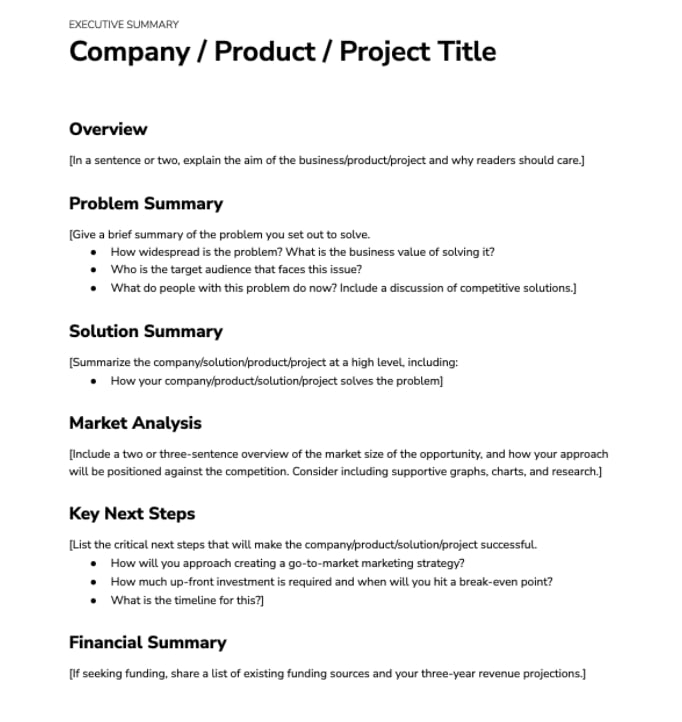 EXECUTIVE SUMMARY
Company / Product / Project Title
Overview
[In a sentence or two, explain the aim of the business/product/project and why readers should care.]
Problem Summary
[Give a brief summary of the problem you set out to solve.
● How widespread is the problem? What is the business value of solving it?
● Who is the target audience that faces this issue?
● What do people with this problem do now? Include a discussion of competitive solutions.]
Solution Summary
[Summarize the company/solution/product/project at a high level, including:
● How your company/product/solution/project solves the problem]
Market Analysis
[Include a two or three-sentence overview of the market size of the opportunity, and how your approach
will be positioned against the competition. Consider including supportive graphs, charts, and research.]
Key Next Steps
[List the critical next steps that will make the company/product/solution/project successful.
● How will you approach creating a go-to-market marketing strategy?
● How much up-front investment is required and when will you hit a break-even point?
● What is the timeline for this?]
Financial Summary
[If seeking funding, share a list of existing funding sources and your three-year revenue projections.]